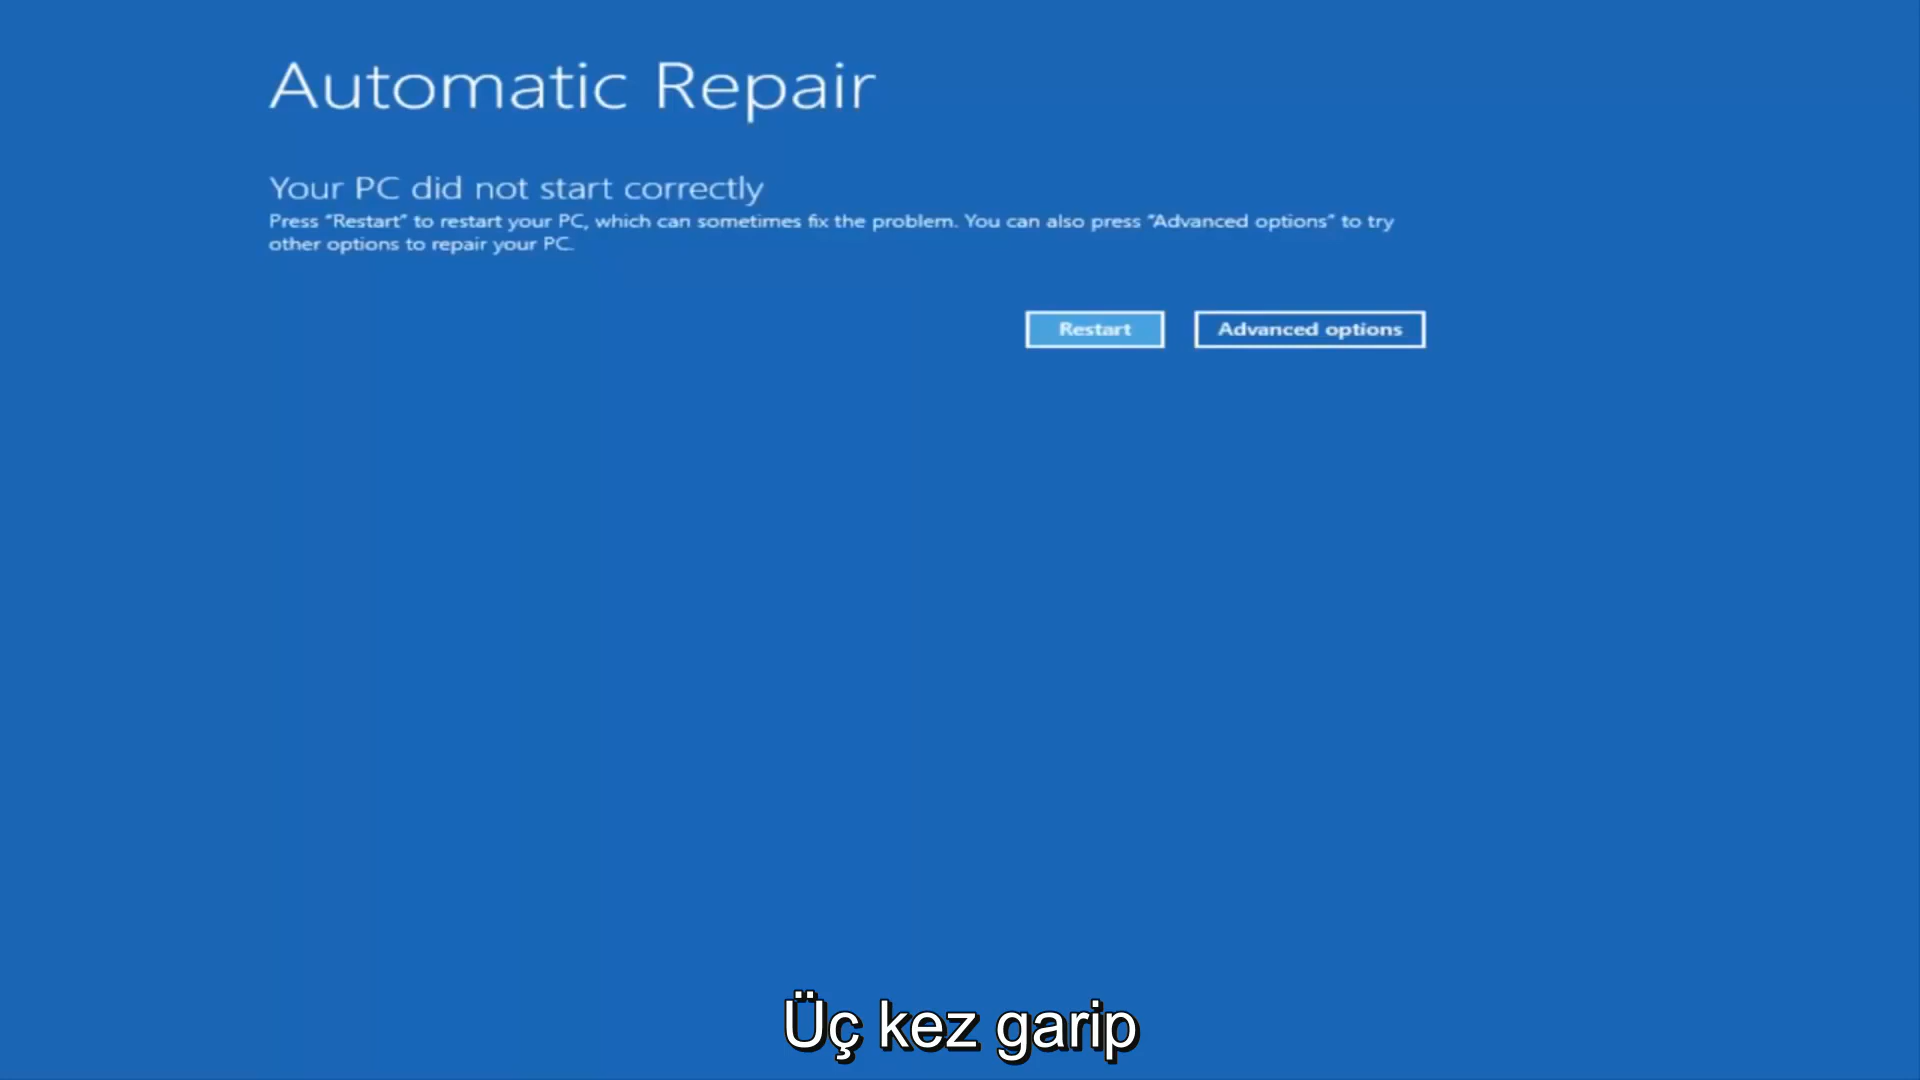 Automatic Repair
Your PC did not start correctly
Press “Restart” to restart your PC, which can sometimes fix the problem. You can also press “Advanced options” to try
other options to repair your PC.
Restart
Advanced options
Üç kez garip